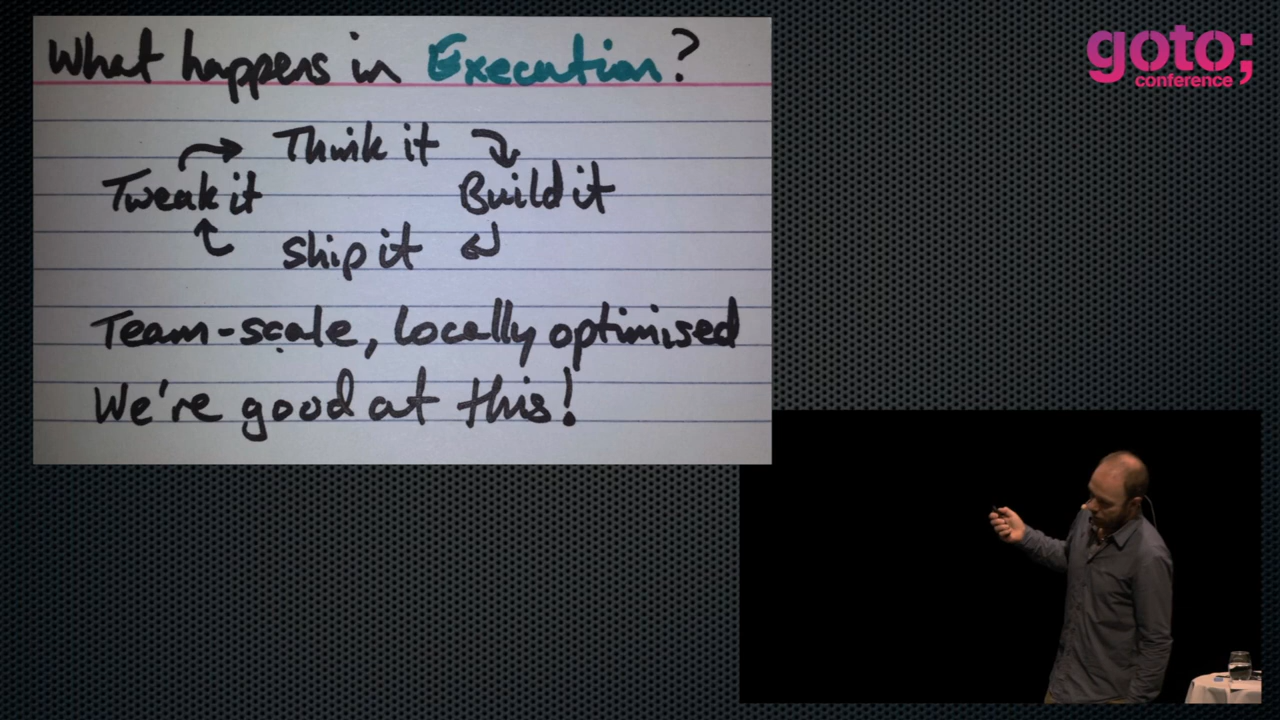 What happens in Execution?
Think it
Tweak it Build it
Ship it
Team-scale, locally optimised
We're good at this!
goto;
conference